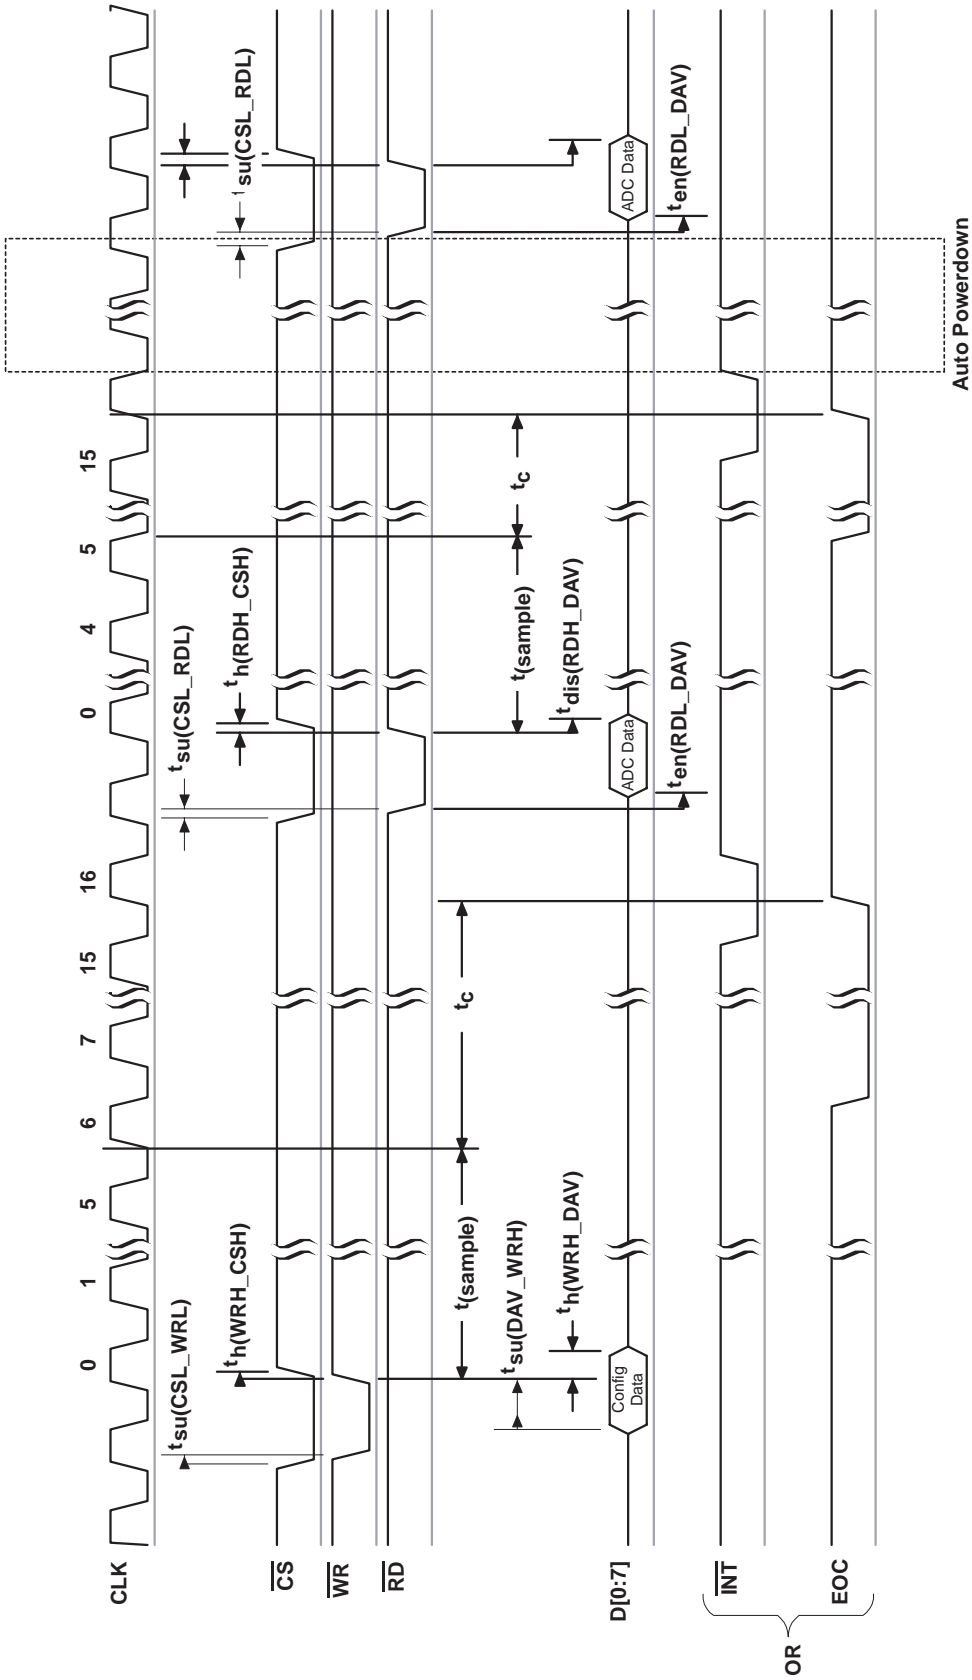 CLK
0
1
5
6
7
15
16
0
4
5
15
tsu(CSL_WRL)
th(WRH_CSH)
tsu(CSL_RDL)
th(RDH_CSH)
tsu(CSL_RDL)
CS
WR
RD
t(sample)
tc
t(sample)
tc
tsu(DAV_WRH)
th(WRH_DAV)
tdis(RDH_DAV)
D[0:7]
Config
Data
ADC Data
ADC Data
ten(RDL_DAV)
ten(RDL_DAV)
INT
OR
EOC
Auto Powerdown